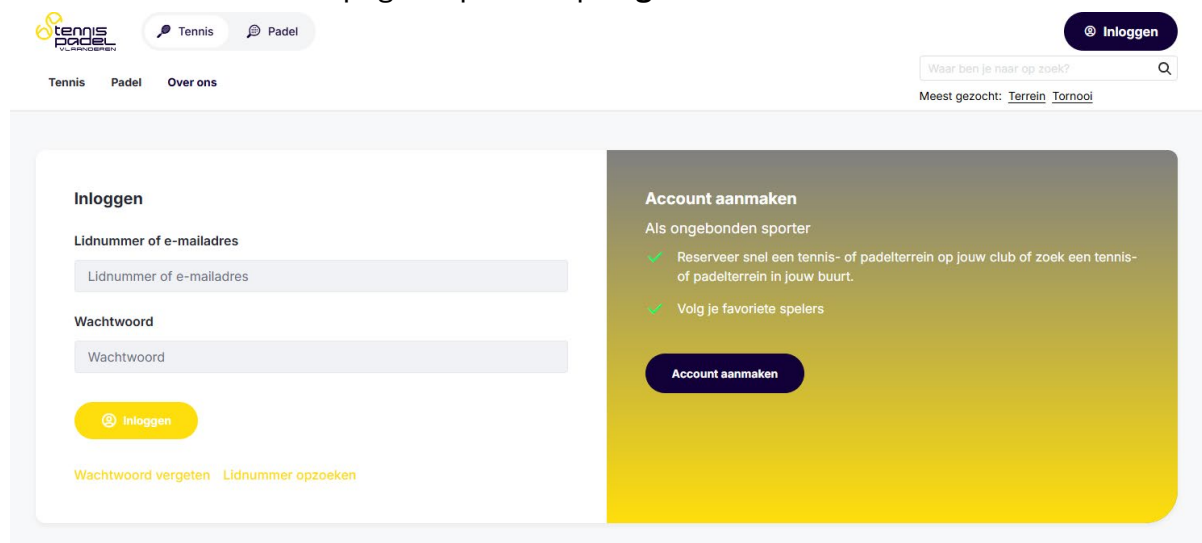 tennis
padel
VLAANDEREN
Tennis
Padel
Inloggen
Tennis
Padel
Over ons
Waar ben je naar op zoek?
Meest gezocht: Terrein Tornooi
Inloggen
Lidnummer of e-mailadres
Lidnummer of e-mailadres
Wachtwoord
Wachtwoord
Inloggen
Wachtwoord vergeten Lidnummer opzoeken
Account aanmaken
Als ongebonden sporter
Reserveer snel een tennis- of padelterrein op jouw club of zoek een tennis-
of padelterrein in jouw buurt.
Volg je favoriete spelers
Account aanmaken